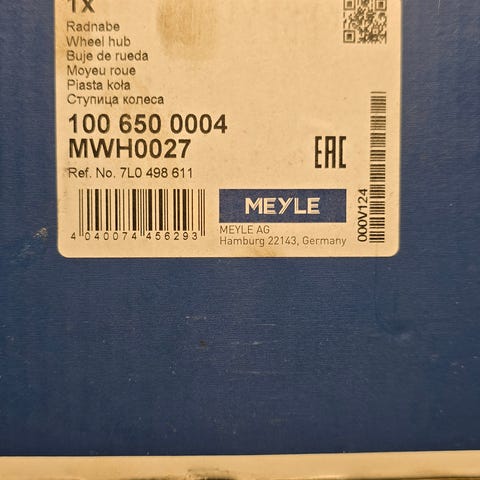 1x
Radnabe
Wheel hub
Buje de rueda
Moyeu roue
Piasta koła
Ступица колеса
100 650 0004
MWH0027
Ref. No. 7L0 498 611
EAC
MEYLE
MEYLE AG
Hamburg 22143, Germany
4 040074 456293
000V124